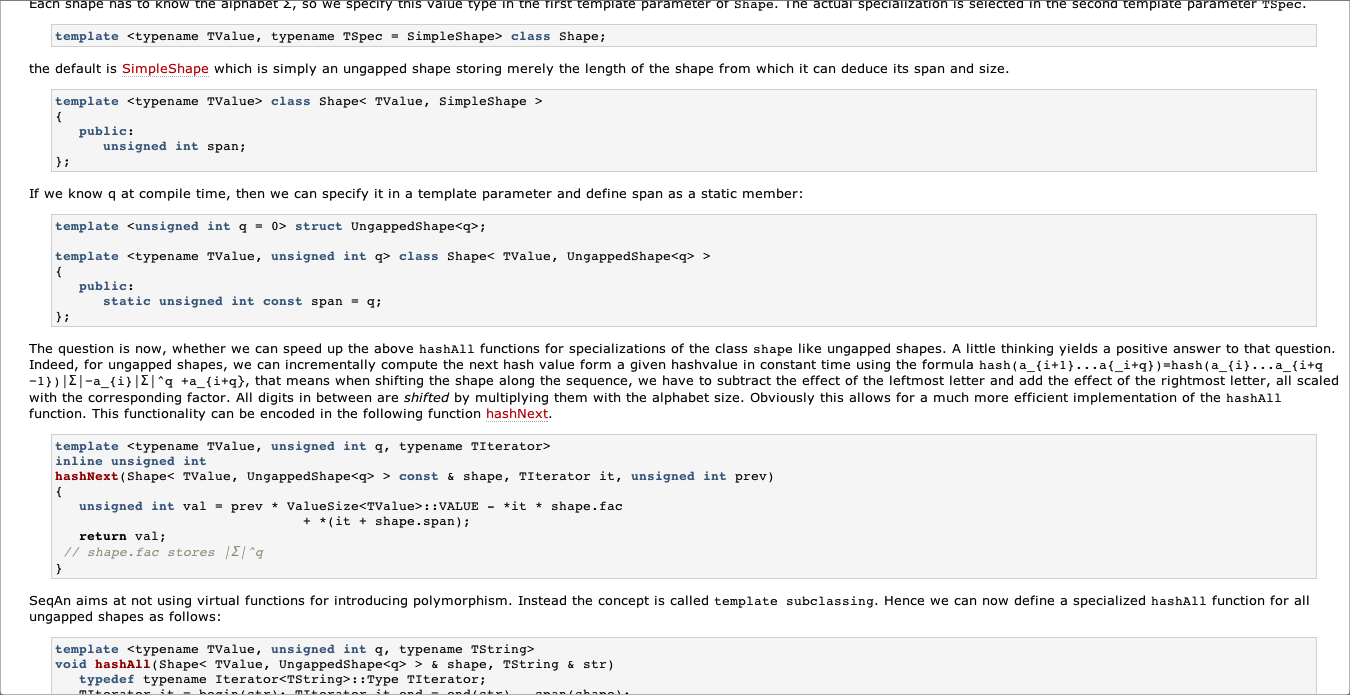 Each shape has to know the alphabet Σ, so we specify this value type in the first template parameter of Shape. The actual specialization is selected in the second template parameter TSpec.
template <typename TValue, typename TSpec = SimpleShape> class Shape;
the default is SimpleShape which is simply an ungapped shape storing merely the length of the shape from which it can deduce its span and size.
template <typename TValue> class Shape< TValue, SimpleShape >
{
   public:
      unsigned int span;
};
If we know q at compile time, then we can specify it in a template parameter and define span as a static member:
template <unsigned int q = 0> struct UngappedShape<q>;
template <typename TValue, unsigned int q> class Shape< TValue, UngappedShape<q> >
{
   public:
      static unsigned int const span = q;
};
The question is now, whether we can speed up the above hashAll functions for specializations of the class shape like ungapped shapes. A little thinking yields a positive answer to that question.
Indeed, for ungapped shapes, we can incrementally compute the next hash value form a given hashvalue in constant time using the formula hash(a_{i+1}...a{_i+q})=hash(a_{i}...a_{i+q
-1})|Σ|−a_{i}|Σ|^q +a_{i+q}, that means when shifting the shape along the sequence, we have to subtract the effect of the leftmost letter and add the effect of the rightmost letter, all scaled
with the corresponding factor. All digits in between are shifted by multiplying them with the alphabet size. Obviously this allows for a much more efficient implementation of the hashAll
function. This functionality can be encoded in the following function hashNext.
template <typename TValue, unsigned int q, typename TIterator>
inline unsigned int
hashNext(Shape< TValue, UngappedShape<q> > const & shape, TIterator it, unsigned int prev)
{
   unsigned int val = prev * ValueSize<TValue>::VALUE - *it * shape.fac
                               + *(it + shape.span);
   return val;
 // shape.fac stores |Σ|^q
}
SeqAn aims at not using virtual functions for introducing polymorphism. Instead the concept is called template subclassing. Hence we can now define a specialized hashAll function for all
ungapped shapes as follows:
template <typename TValue, unsigned int q, typename TString>
void hashAll(Shape< TValue, UngappedShape<q> > & shape, TString & str)
   typedef typename Iterator<TString>::Type TIterator;
   TIterator it = begin(str); TIterator it_end = end(str) - span(shape);